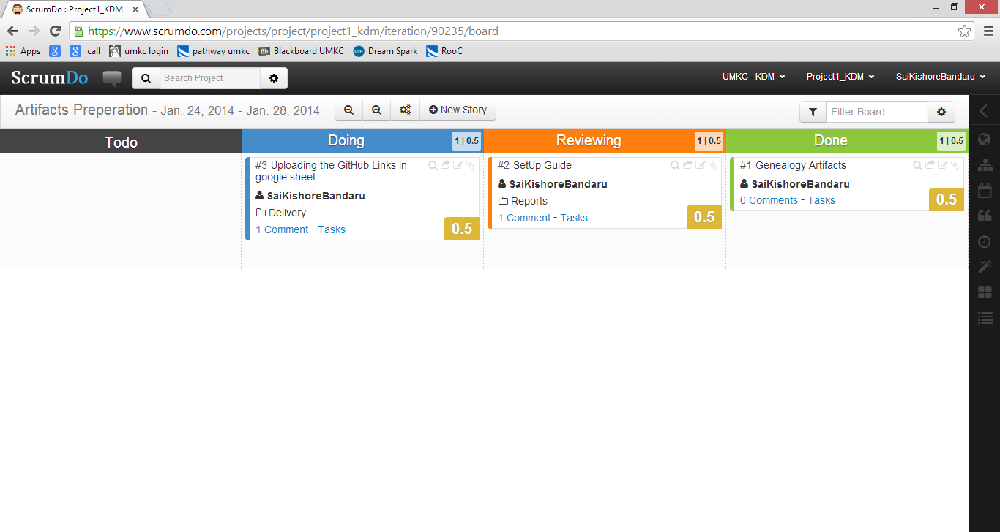 ScrumDo : Project1_KDM
https://www.scrumdo.com/projects/project/project1_kdm/iteration/90235/board
Apps call umkc login pathway umkc Bb Blackboard UMKC OTH Dream Spark RooC
ScrumDo Search Project UMKC - KDM Project1_KDM SaiKishoreBandaru
Artifacts Preperation - Jan. 24, 2014 - Jan. 28, 2014 New Story Filter Board
Todo
Doing 1 | 0.5
#3 Uploading the GitHub Links in
google sheet
SaiKishoreBandaru
Delivery
1 Comment - Tasks
0.5
Reviewing 1 | 0.5
#2 SetUp Guide
SaiKishoreBandaru
Reports
1 Comment - Tasks
0.5
Done 1 | 0.5
#1 Genealogy Artifacts
SaiKishoreBandaru
0 Comments - Tasks
0.5